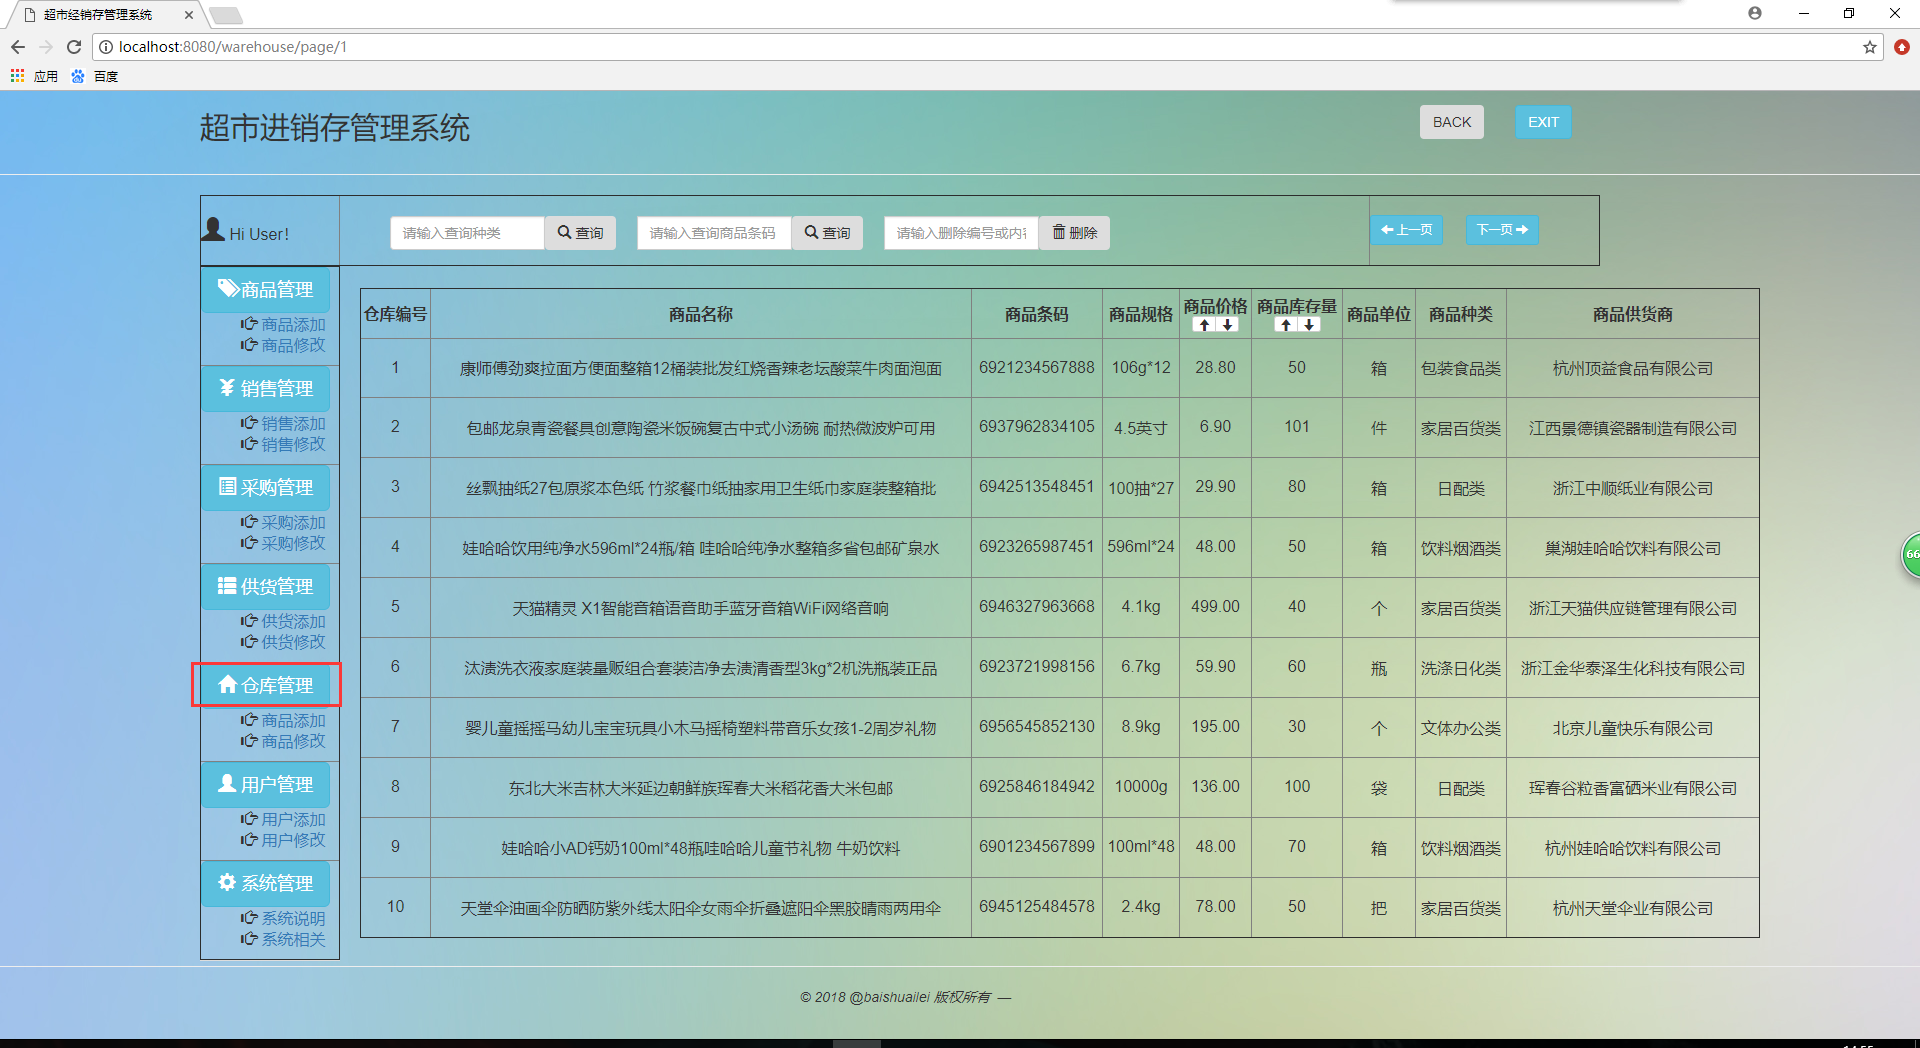 超市经销存管理系统
localhost:8080/warehouse/page/1
应用 百度
超市进销存管理系统
BACK EXIT
Hi User!
请输入查询种类 查询 请输入查询商品条码 查询 请输入删除编号或内容 删除
上一页 下一页
商品管理
商品添加
商品修改
销售管理
销售添加
销售修改
采购管理
采购添加
采购修改
供货管理
供货添加
供货修改
仓库管理
商品添加
商品修改
用户管理
用户添加
用户修改
系统管理
系统说明
系统相关
仓库编号 商品名称 商品条码 商品规格 商品价格 商品库存量 商品单位 商品种类 商品供货商
1 康师傅劲爽拉面方便面整箱12桶装批发红烧香辣老坛酸菜牛肉面泡面 6921234567888 106g*12 28.80 50 箱 包装食品类 杭州顶益食品有限公司
2 包邮龙泉青瓷餐具创意陶瓷米饭碗复古中式小汤碗 耐热微波炉可用 6937962834105 4.5英寸 6.90 101 件 家居百货类 江西景德镇瓷器制造有限公司
3 丝飘抽纸27包原浆本色纸 竹浆餐巾纸抽家用卫生纸巾家庭装整箱批 6942513548451 100抽*27 29.90 80 箱 日配类 浙江中顺纸业有限公司
4 娃哈哈饮用纯净水596ml*24瓶/箱 娃哈哈纯净水整箱多省包邮矿泉水 6923265987451 596ml*24 48.00 50 箱 饮料烟酒类 巢湖娃哈哈饮料有限公司
5 天猫精灵 X1智能音箱语音助手蓝牙音箱WiFi网络音响 6946327963668 4.1kg 499.00 40 个 家居百货类 浙江天猫供应链管理有限公司
6 汰渍洗衣液家庭装量贩组合套装洁净去渍清香型3kg*2机洗瓶装正品 6923721998156 6.7kg 59.90 60 瓶 洗涤日化类 浙江金华泰泽生化科技有限公司
7 婴儿童摇摇马幼儿宝宝玩具小木马摇椅塑料带音乐女孩1-2周岁礼物 6956545852130 8.9kg 195.00 30 个 文体办公类 北京儿童快乐有限公司
8 东北大米吉林大米延边朝鲜族珲春大米稻花香大米包邮 6925846184942 10000g 136.00 100 袋 日配类 珲春谷粒香富硒米业有限公司
9 娃哈哈小AD钙奶100ml*48瓶哇哈哈儿童节礼物 牛奶饮料 6901234567899 100ml*48 48.00 70 箱 饮料烟酒类 杭州娃哈哈饮料有限公司
10 天堂伞油画伞防晒防紫外线太阳伞女雨伞折叠遮阳伞黑胶晴雨两用伞 6945125484578 2.4kg 78.00 50 把 家居百货类 杭州天堂伞业有限公司
66
© 2018 @baishuailei 版权所有 —